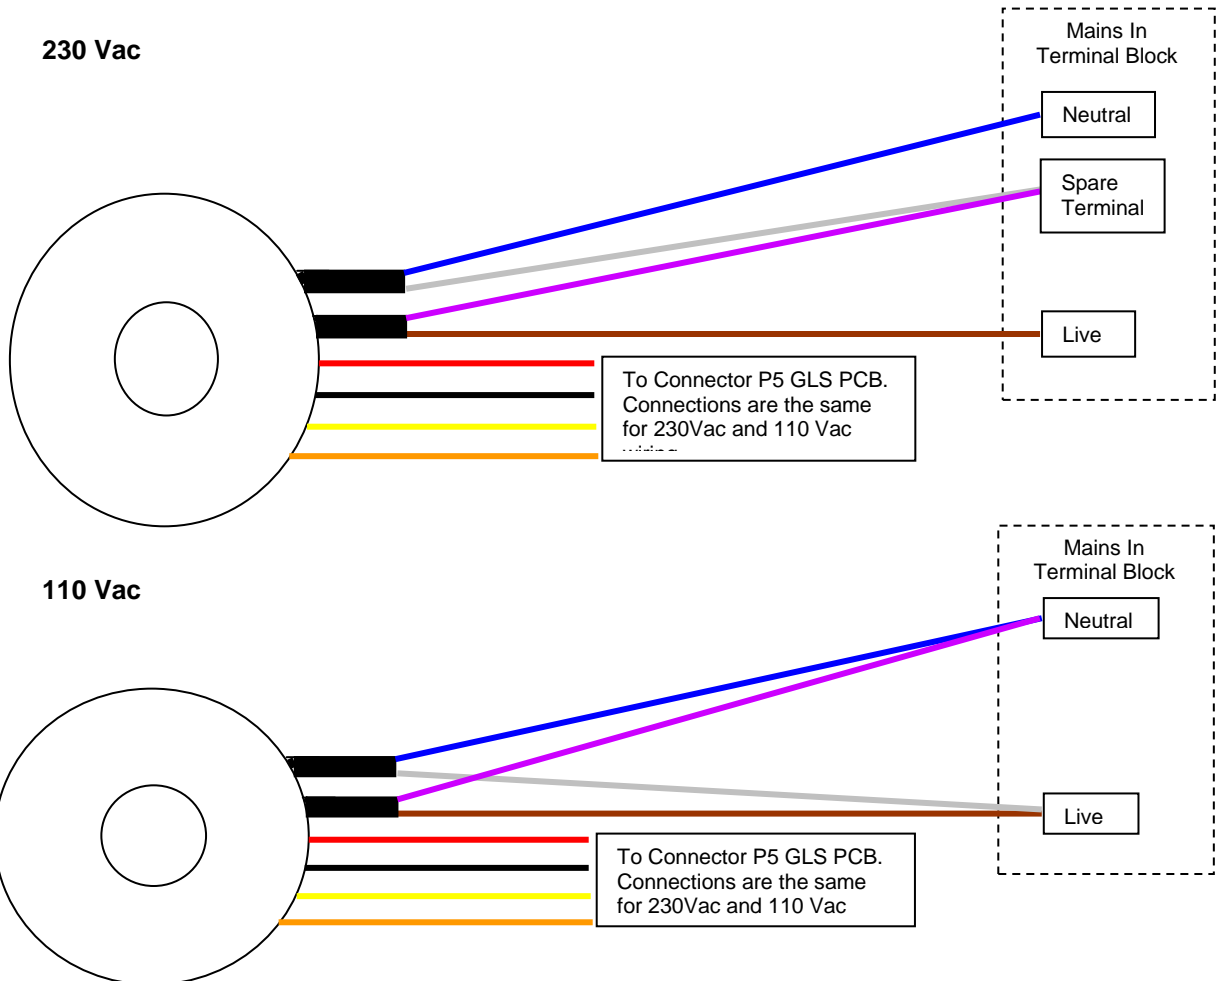 230 Vac
Mains In
Terminal Block
Neutral
Spare
Terminal
Live
To Connector P5 GLS PCB.
Connections are the same
for 230Vac and 110 Vac
110 Vac
Mains In
Terminal Block
Neutral
Live
To Connector P5 GLS PCB.
Connections are the same
for 230Vac and 110 Vac